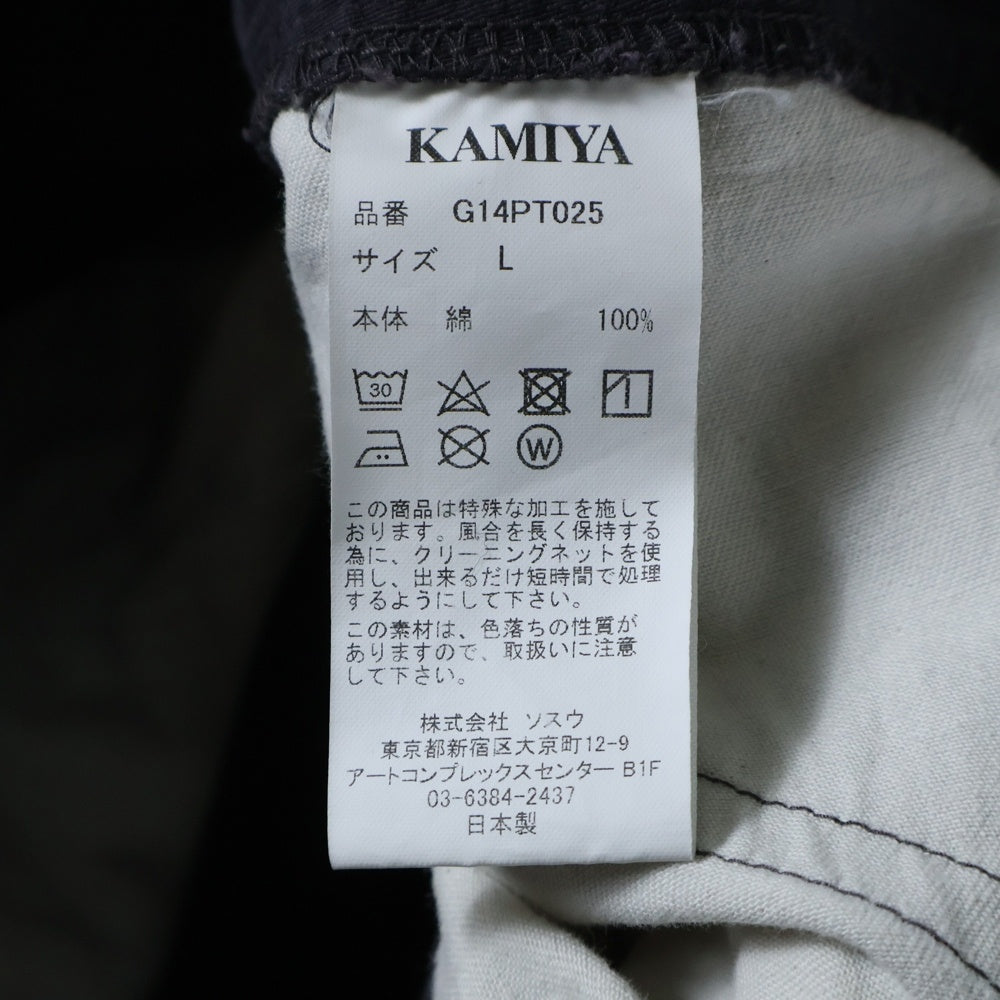 KAMIYA
品番 G14PT025
サイズ L
本体 綿 100%
30
W
この商品は特殊な加工を施して
おります。風合を長く保持する
為に、クリーニングネットを使
用し、出来るだけ短時間で処理
するようにして下さい。
この素材は、色落ちの性質が
ありますので、取扱いに注意
して下さい。
株式会社 ソスウ
東京都新宿区大京町12-9
アートコンプレックスセンター B1F
03-6384-2437
日本製